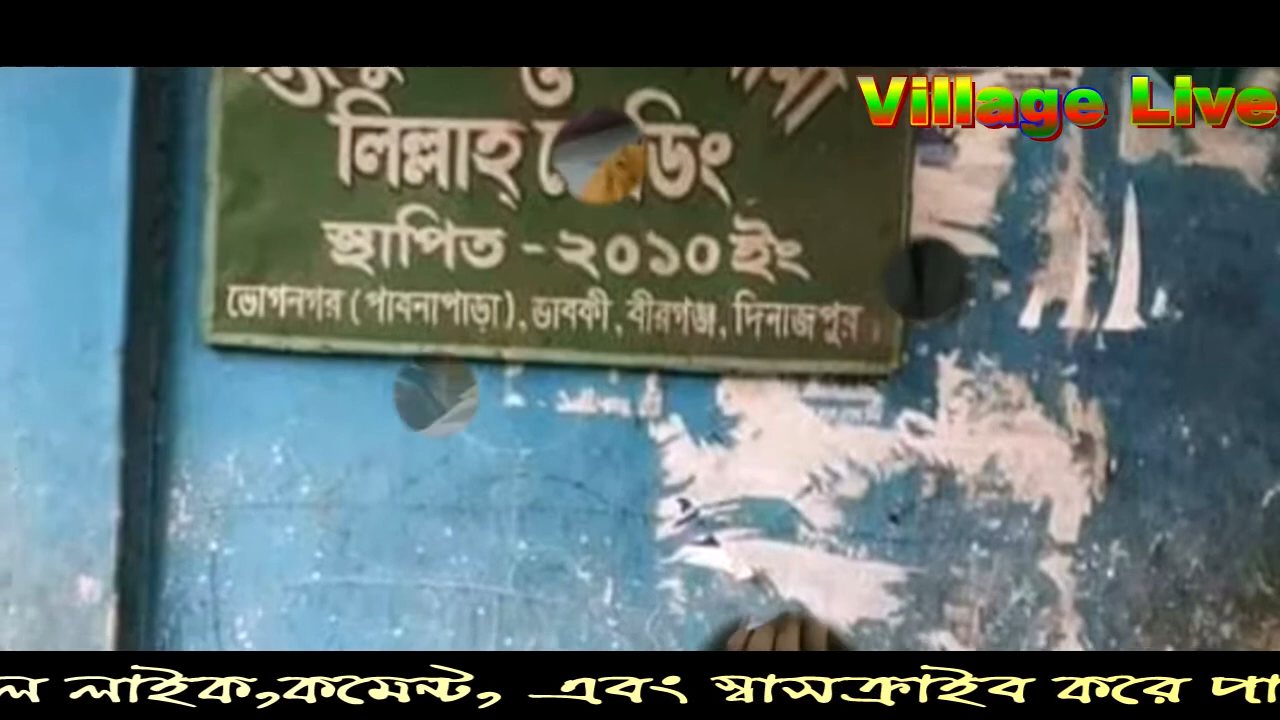 Village Live
লিল্লাহ্
স্থাপিত - ২০১০ ইং
ভোগনগর (পাবনাপাড়া), ভাবকী, বীরগঞ্জ, দিনাজপুর।
লাইক,কমেন্ট, এবং স্বাসক্রাইব করে